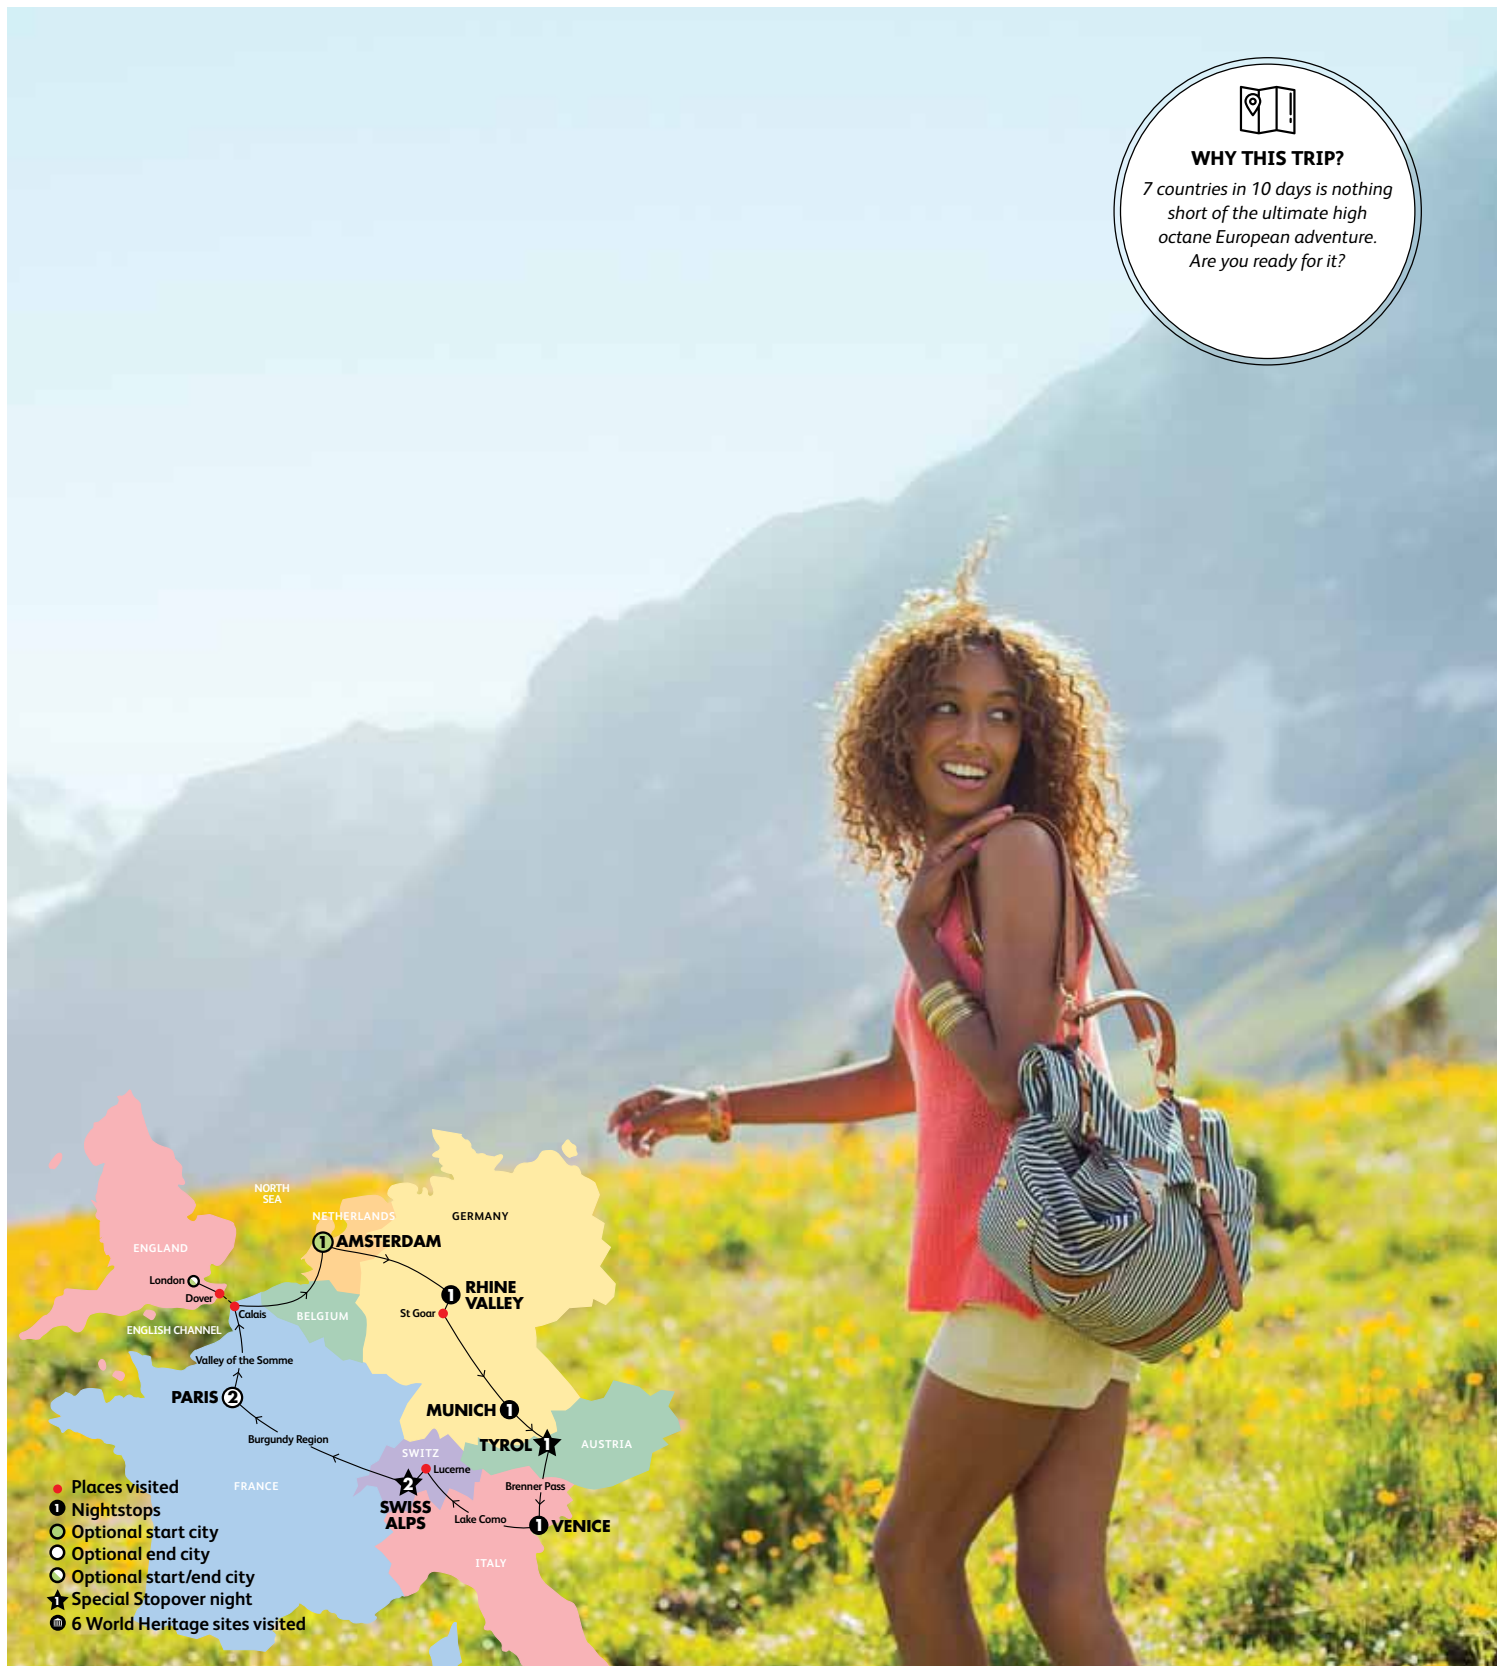 WHY THIS TRIP?
7 countries in 10 days is nothing
short of the ultimate high
octane European adventure.
Are you ready for it?
NORTH
SEA
NETHERLANDS
GERMANY
ENGLAND
1 AMSTERDAM
London
Dover
Calais
1 RHINE
VALLEY
St Goar
BELGIUM
ENGLISH CHANNEL
Valley of the Somme
PARIS 2
MUNICH 1
Burgundy Region
TYROL 1
AUSTRIA
SWITZ
Lucerne
2
SWISS
ALPS
FRANCE
Brenner Pass
Lake Como
1 VENICE
ITALY
Places visited
1 Nightstops
Optional start city
Optional end city
Optional start/end city
1 Special Stopover night
6 World Heritage sites visited